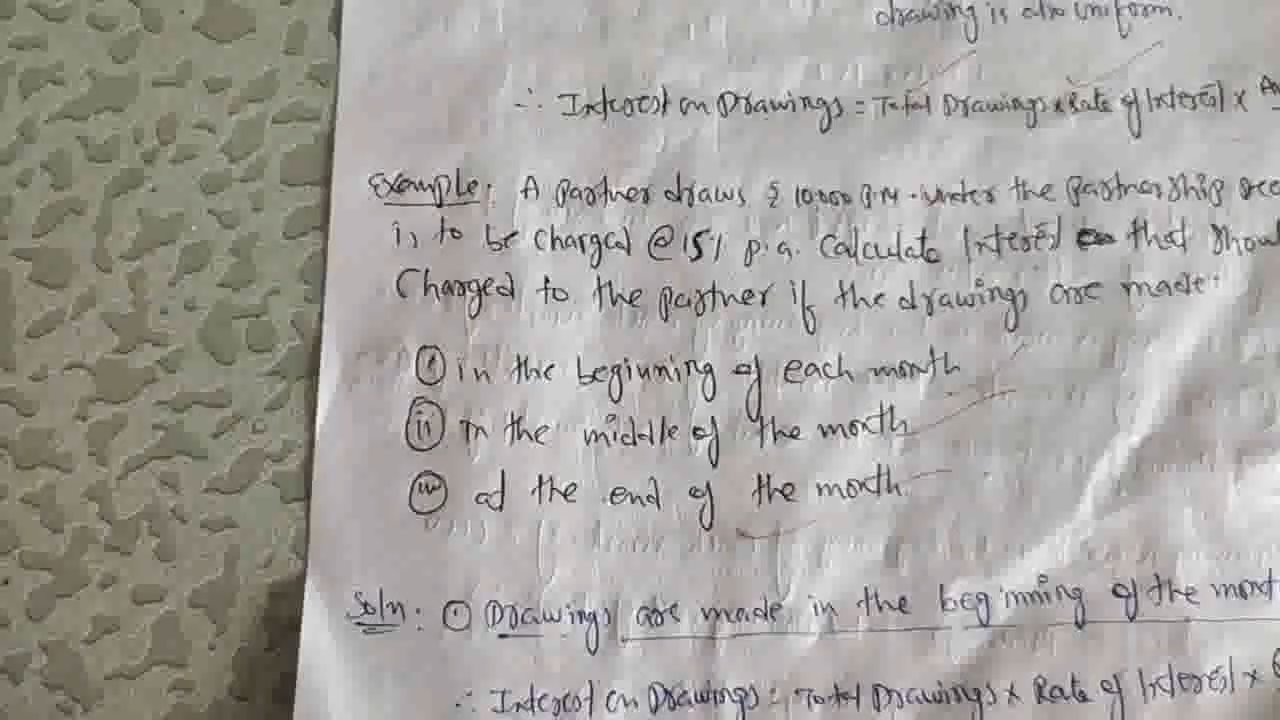 drawing is also uniform.
∴ Interest on Drawings = Total Drawings x Rate of Interest x
Example: A Partner draws ₹ 10,000 P.M. under the partnership
is to be charged @ 15% p.a. Calculate Interest that
Charged to the partner if the drawings are made:
(i) in the beginning of each month
(ii) in the middle of the month
(iii) at the end of the month.
Soln: (i) Drawings are made in the beginning of the
∴ Interest on Drawings = Total Drawings x Rate of Interest x